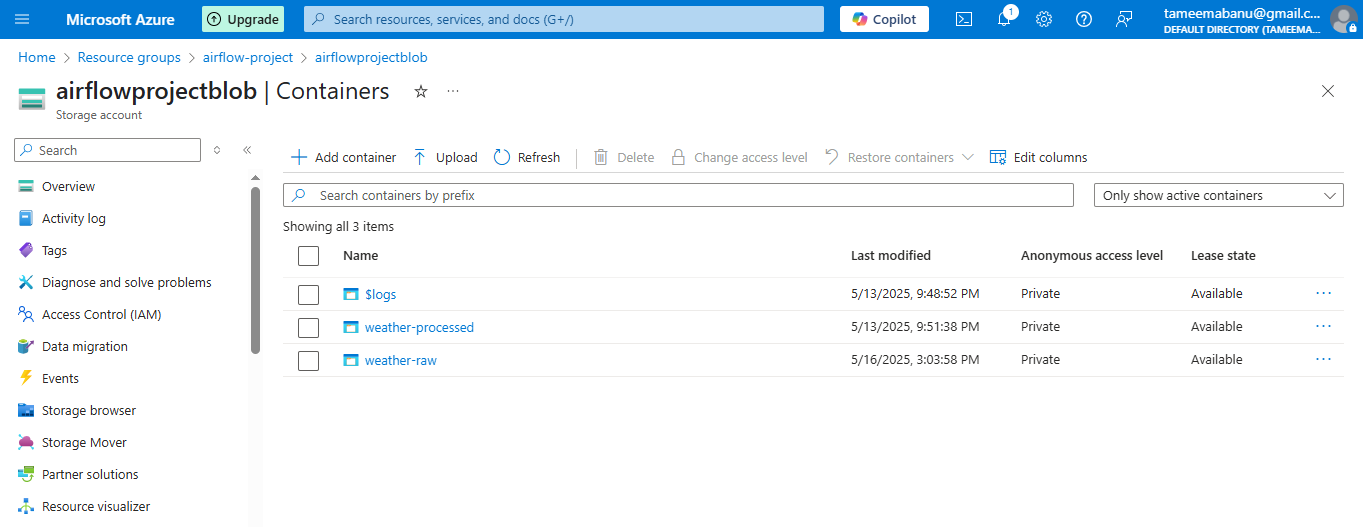 Microsoft Azure
Upgrade
Search resources, services, and docs (G+/)
Copilot
1
tameemabanu@gmail.c...
DEFAULT DIRECTORY (TAMEEMA...
Home > Resource groups > airflow-project > airflowprojectblob
airflowprojectblob | Containers
Storage account
Search
Add container
Upload
Refresh
Delete
Change access level
Restore containers
Edit columns
Overview
Activity log
Tags
Diagnose and solve problems
Access Control (IAM)
Data migration
Events
Storage browser
Storage Mover
Partner solutions
Resource visualizer
Search containers by prefix
Only show active containers
Showing all 3 items
Name Last modified Anonymous access level Lease state
$logs 5/13/2025, 9:48:52 PM Private Available
weather-processed 5/13/2025, 9:51:38 PM Private Available
weather-raw 5/16/2025, 3:03:58 PM Private Available